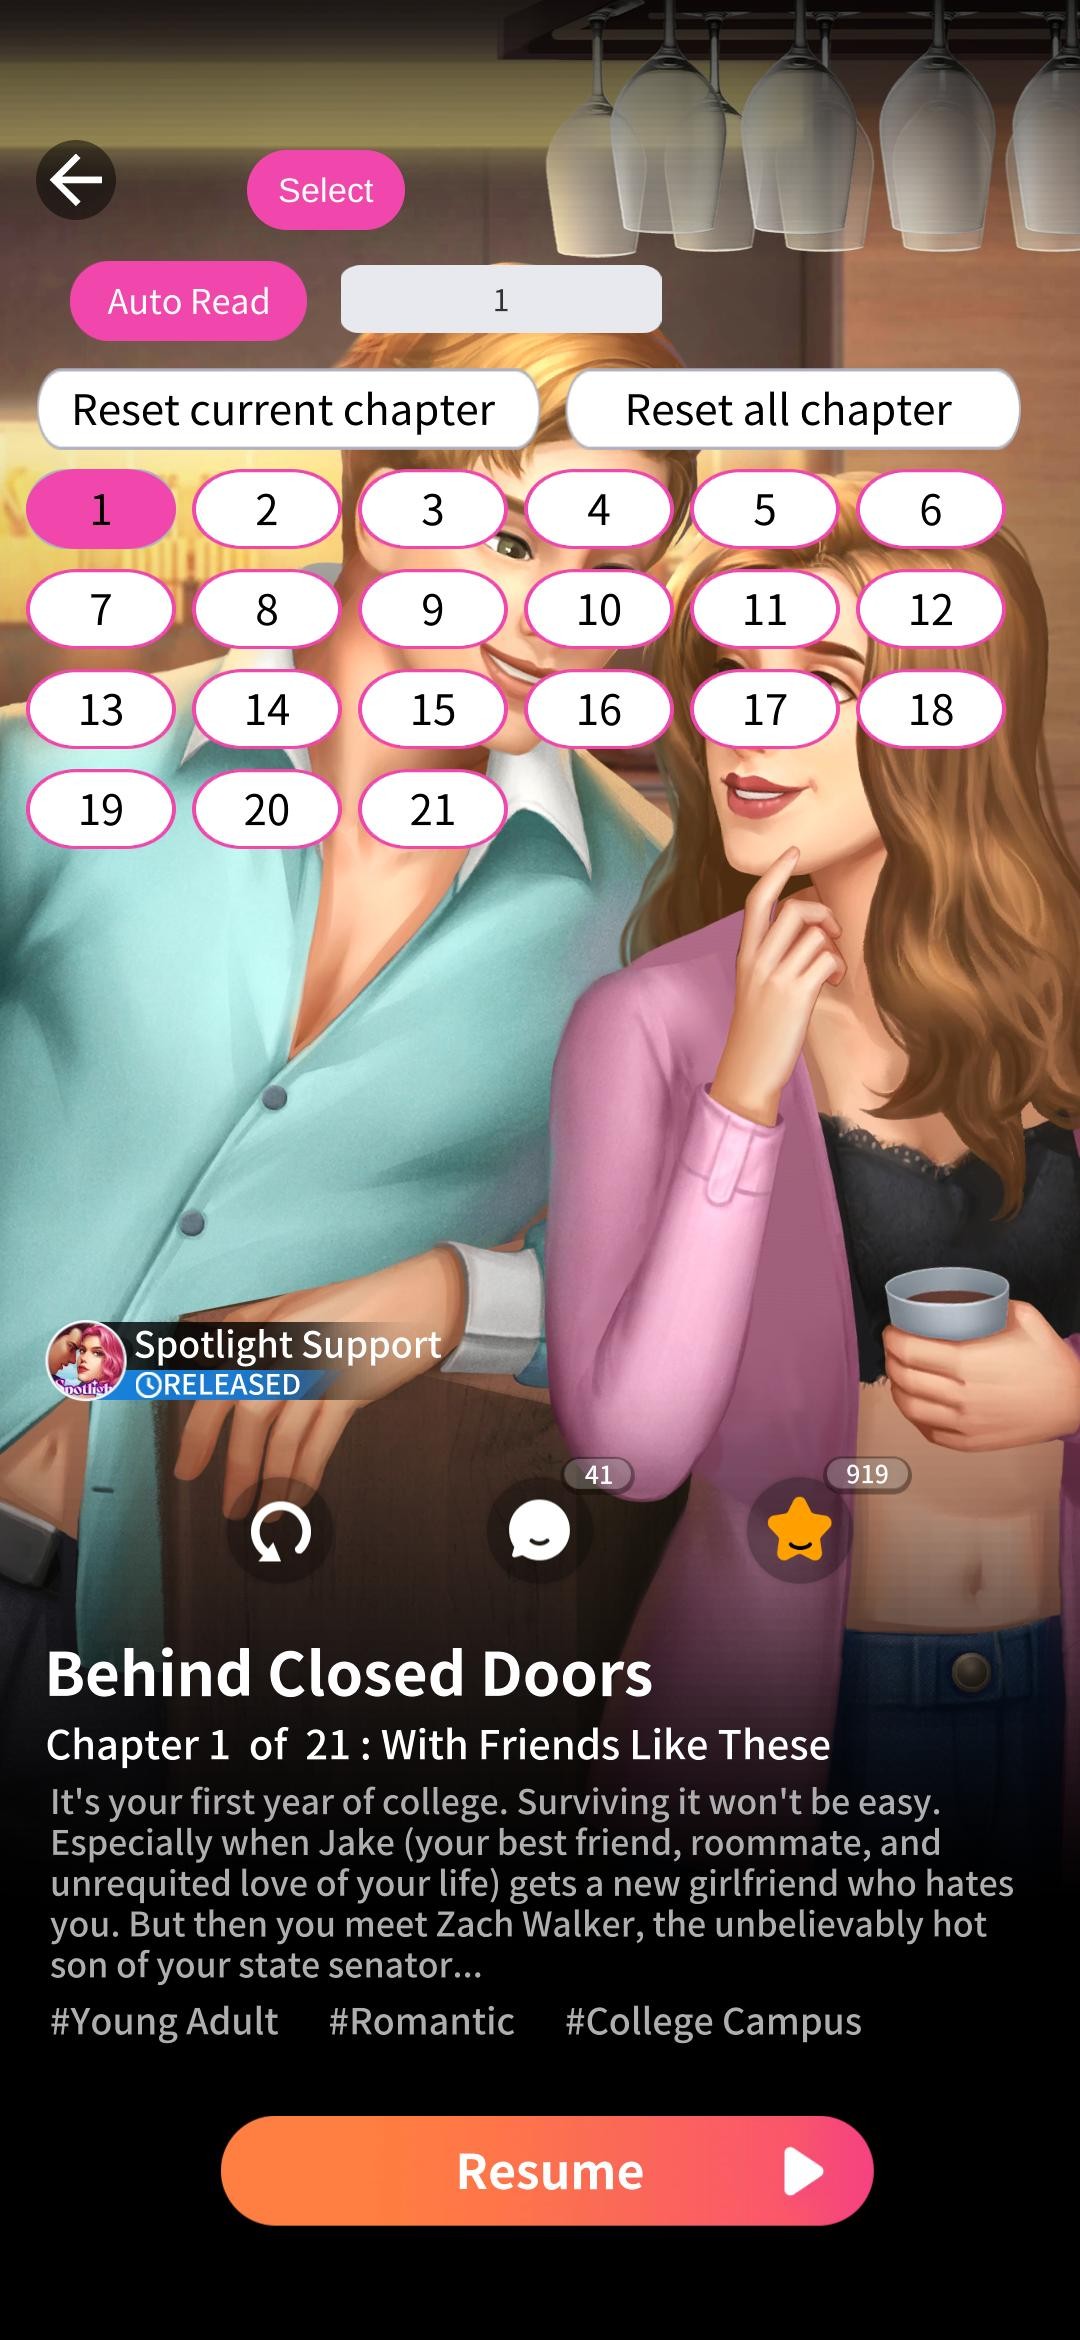 Select
Auto Read 1
Reset current chapter Reset all chapter
1 2 3 4 5 6
7 8 9 10 11 12
13 14 15 16 17 18
19 20 21
Spotlight Support
RELEASED
41 919
Behind Closed Doors
Chapter 1 of 21 : With Friends Like These
It's your first year of college. Surviving it won't be easy.
Especially when Jake (your best friend, roommate, and
unrequited love of your life) gets a new girlfriend who hates
you. But then you meet Zach Walker, the unbelievably hot
son of your state senator...
#Young Adult #Romantic #College Campus
Resume